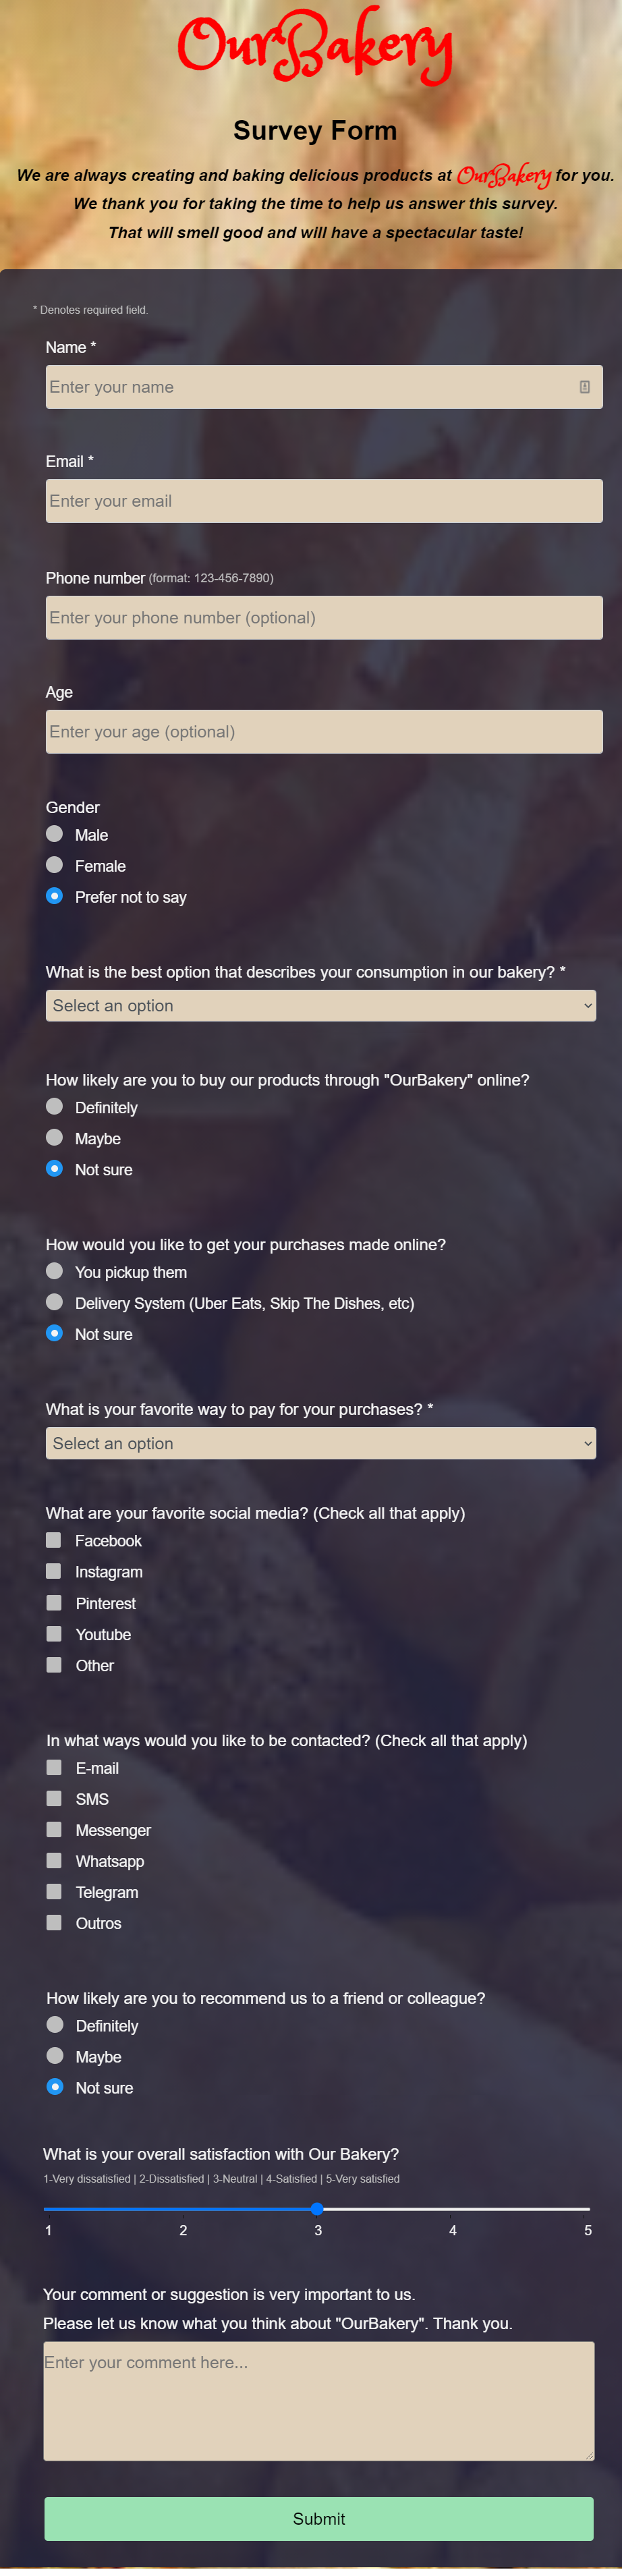 OurBakery
Survey Form
We are always creating and baking delicious products at OurBakery for you.
We thank you for taking the time to help us answer this survey.
That will smell good and will have a spectacular taste!
* Denotes required field.
Name *
Enter your name
Email *
Enter your email
Phone number (format: 123-456-7890)
Enter your phone number (optional)
Age
Enter your age (optional)
Gender
Male
Female
Prefer not to say
What is the best option that describes your consumption in our bakery? *
Select an option
How likely are you to buy our products through "OurBakery" online?
Definitely
Maybe
Not sure
How would you like to get your purchases made online?
You pickup them
Delivery System (Uber Eats, Skip The Dishes, etc)
Not sure
What is your favorite way to pay for your purchases? *
Select an option
What are your favorite social media? (Check all that apply)
Facebook
Instagram
Pinterest
Youtube
Other
In what ways would you like to be contacted? (Check all that apply)
E-mail
SMS
Messenger
Whatsapp
Telegram
Outros
How likely are you to recommend us to a friend or colleague?
Definitely
Maybe
Not sure
What is your overall satisfaction with Our Bakery?
1-Very dissatisfied | 2-Dissatisfied | 3-Neutral | 4-Satisfied | 5-Very satisfied
1 2 3 4 5
Your comment or suggestion is very important to us.
Please let us know what you think about "OurBakery". Thank you.
Enter your comment here...
Submit